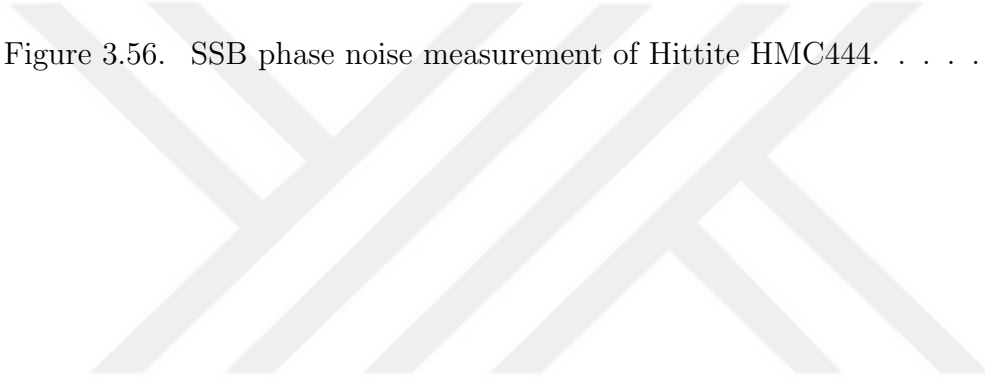 Figure 3.56. SSB phase noise measurement of Hittite HMC444. . . . . .